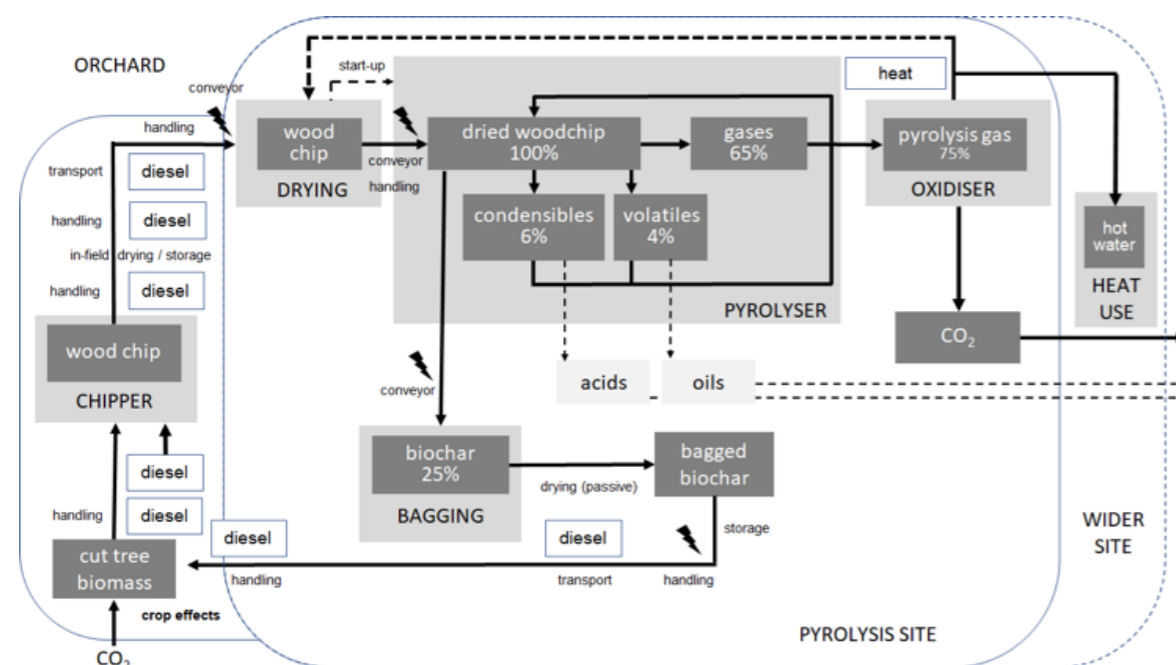 ORCHARD
conveyor
handling
transport
diesel
handling
diesel
in-field drying / storage
handling
diesel
wood chip
CHIPPER
diesel
handling
diesel
cut tree
biomass
crop effects
CO₂
start-up
wood
chip
DRYING
conveyor
handling
dried woodchip
100%
gases
65%
condensibles
6%
volatiles
4%
PYROLYSER
heat
pyrolysis gas
75%
OXIDISER
hot
water
HEAT
USE
CO₂
acids
oils
conveyor
biochar
25%
BAGGING
drying (passive)
bagged
biochar
storage
handling
diesel
transport
diesel
handling
WIDER
SITE
PYROLYSIS SITE